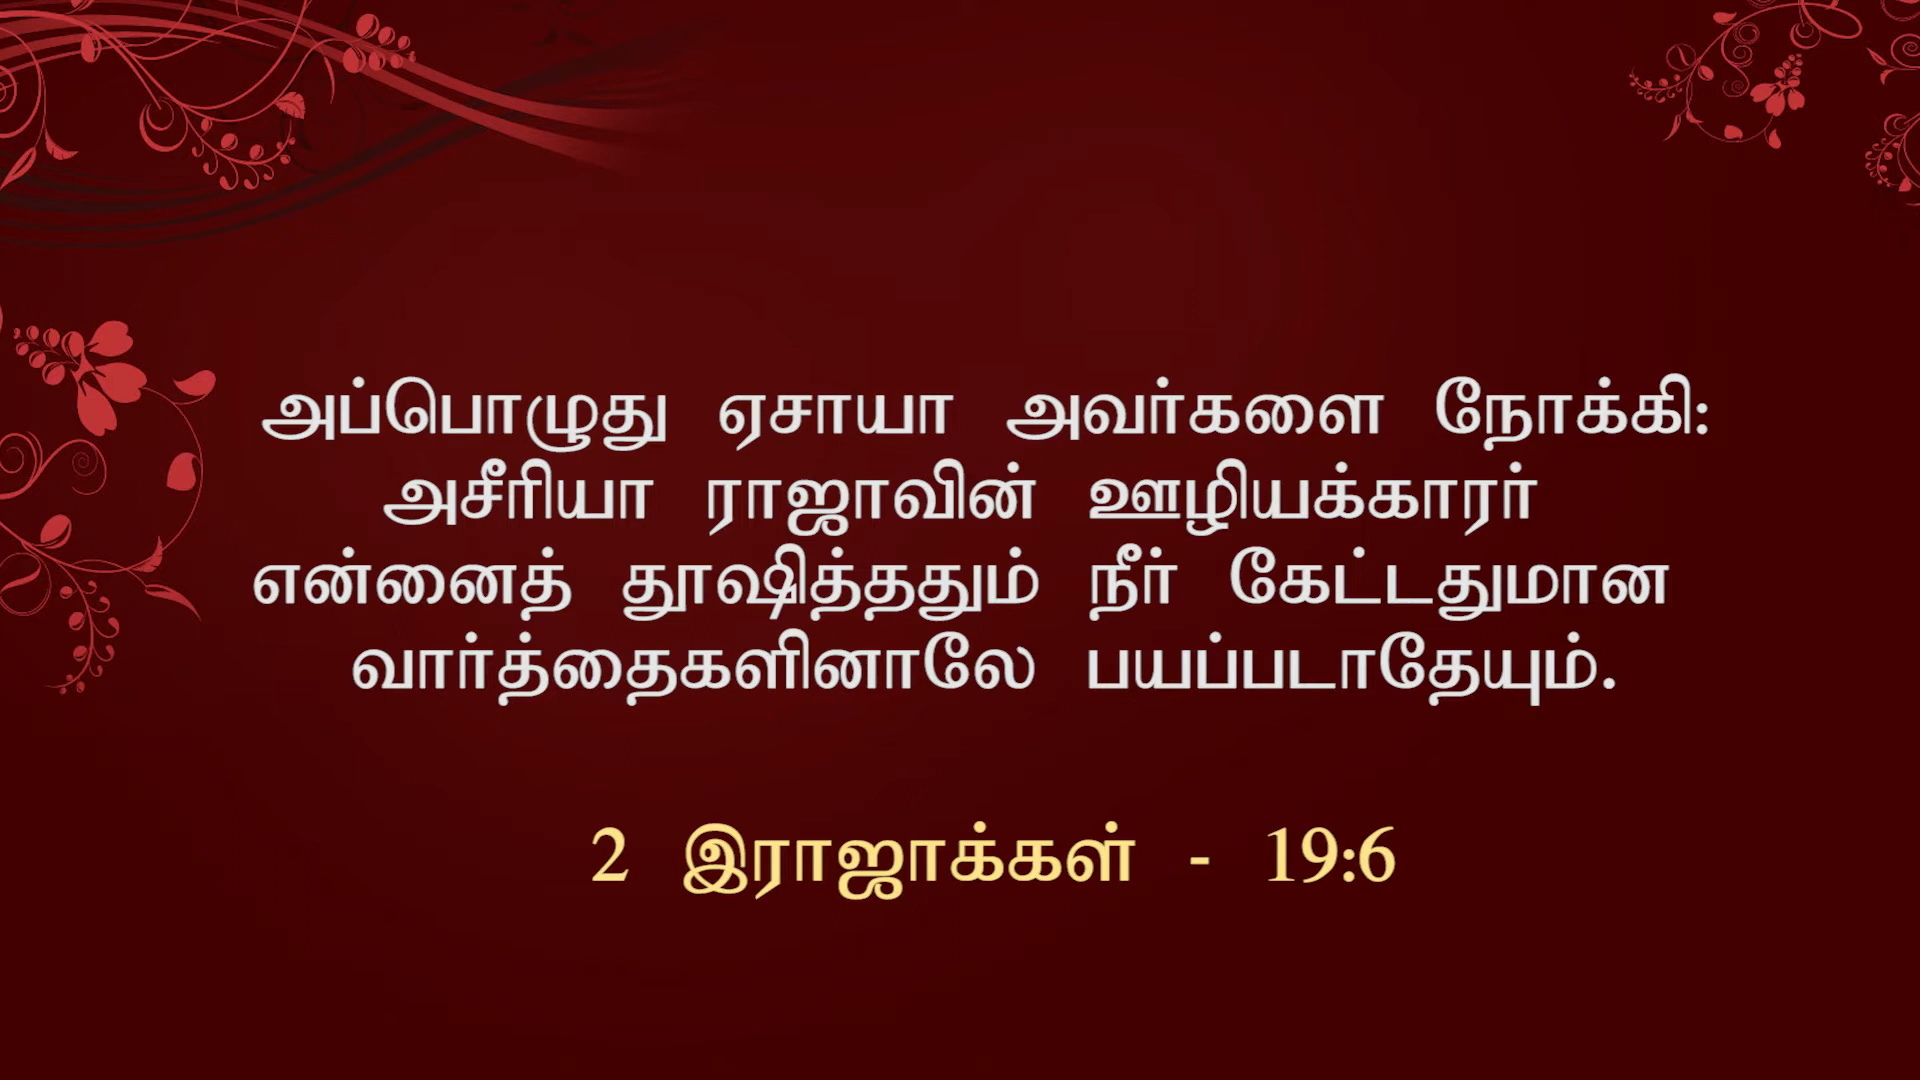 அப்பொழுது ஏசாயா அவர்களை நோக்கி:
அசீரியா ராஜாவின் ஊழியக்காரர்
என்னைத் தூஷித்ததும் நீர் கேட்டதுமான
வார்த்தைகளினாலே பயப்படாதேயும்.
2 இராஜாக்கள் - 19:6